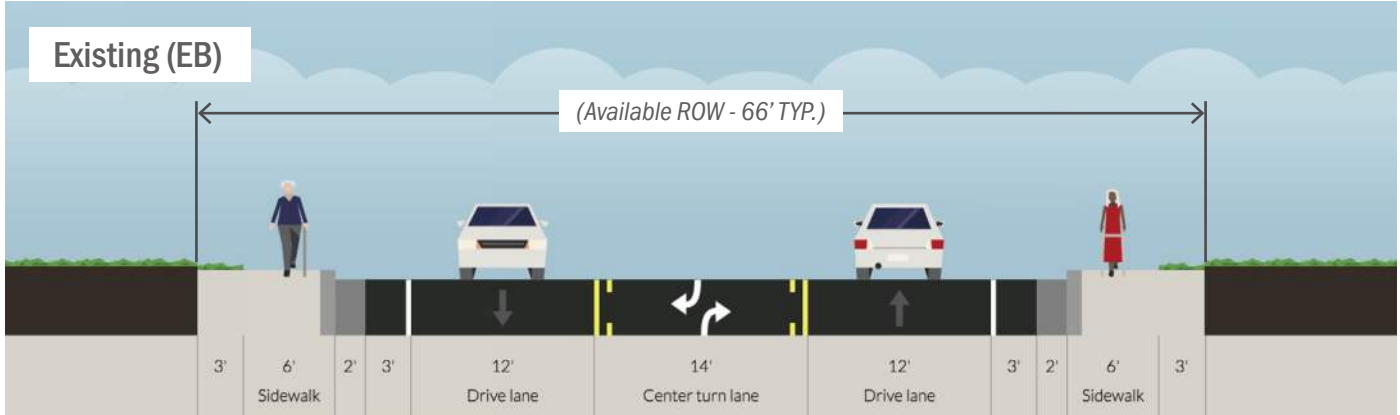 Existing (EB)
(Available ROW - 66’ TYP.)
3' 6' 2' 3' 12' 14' 12' 3' 2' 6' 3'
Sidewalk Drive lane Center turn lane Drive lane Sidewalk